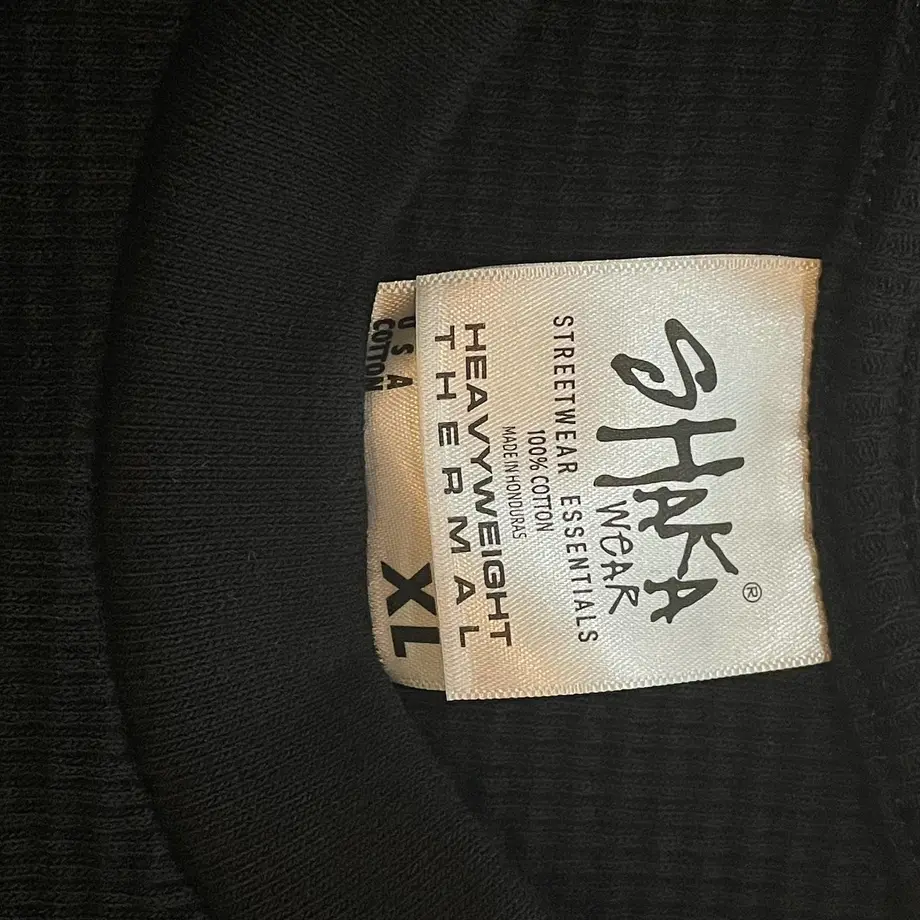 SHAKA
WEAR
®
STREETWEAR ESSENTIALS
100% COTTON
MADE IN HONDURAS
HEAVYWEIGHT
THERMAL
USA
COTTON
XL